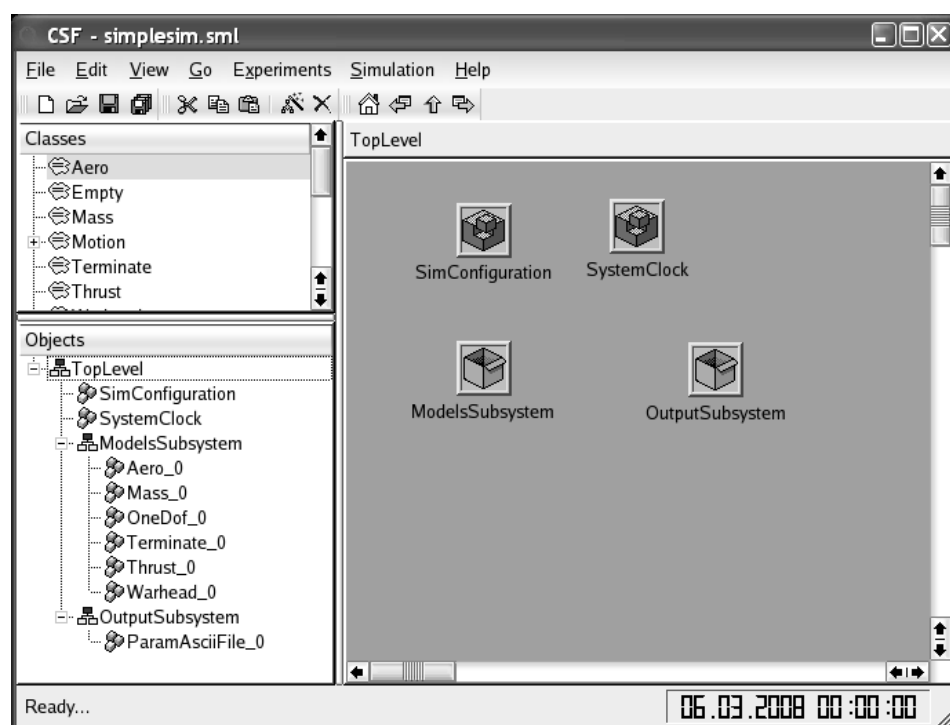 CSF - simplesim.sml
File Edit View Go Experiments Simulation Help
Classes
Aero
Empty
Mass
Motion
Terminate
Thrust
Objects
TopLevel
SimConfiguration
SystemClock
ModelsSubsystem
Aero_0
Mass_0
OneDof_0
Terminate_0
Thrust_0
Warhead_0
OutputSubsystem
ParamAsciiFile_0
TopLevel
SimConfiguration
SystemClock
ModelsSubsystem
OutputSubsystem
Ready...
06.03.2008 00:00:00